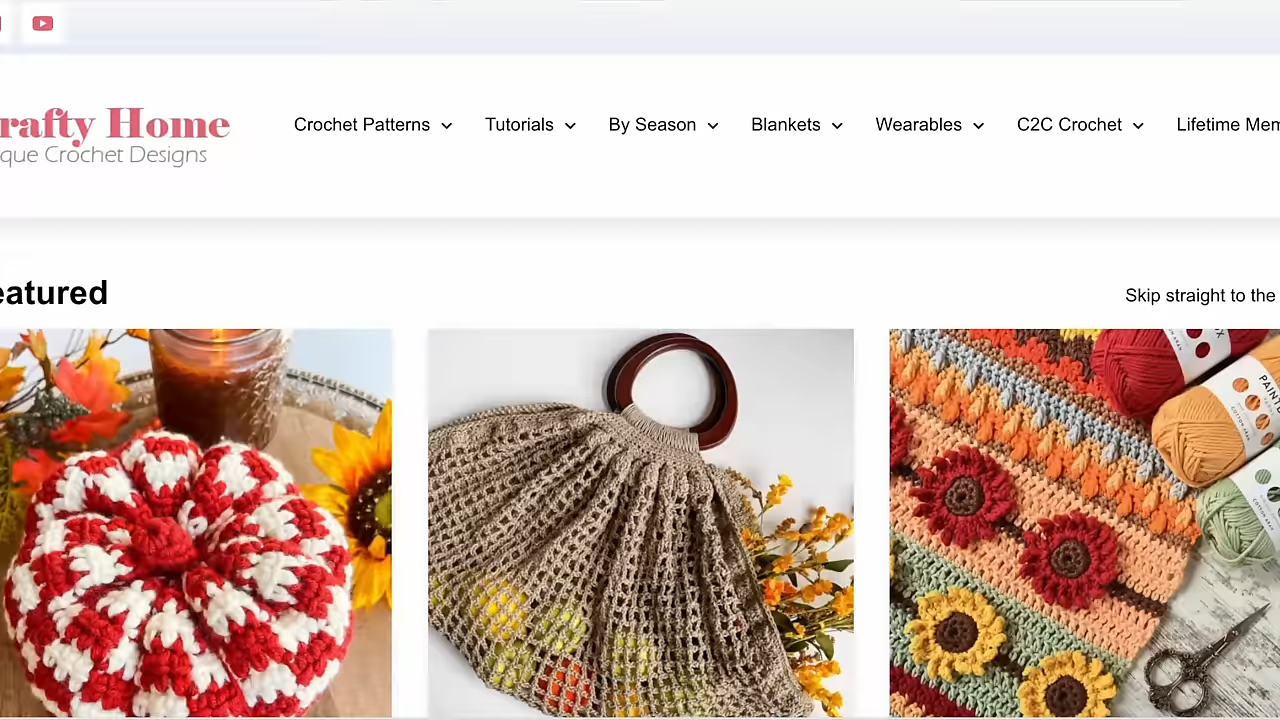 rafty Home
que Crochet Designs
Crochet Patterns
Tutorials
By Season
Blankets
Wearables
C2C Crochet
Lifetime Mem
eatured
Skip straight to the
PAIN